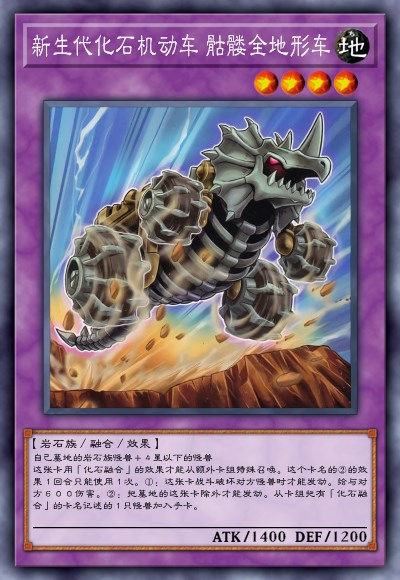 新生代化石机动车 骷髅全地形车 地
【岩石族／融合／效果】
自己墓地的岩石族怪兽＋４星以下的怪兽
这张卡用「化石融合」的效果才能从额外卡组特殊召唤。这个卡名的②的效
果１回合只能使用１次。①：这张卡战斗破坏对方怪兽时才能发动。给与对
方６００伤害。②：把墓地的这张卡除外才能发动。从卡组把有「化石融
合」的卡名记述的１只怪兽加入手卡。
ATK/1400 DEF/1200